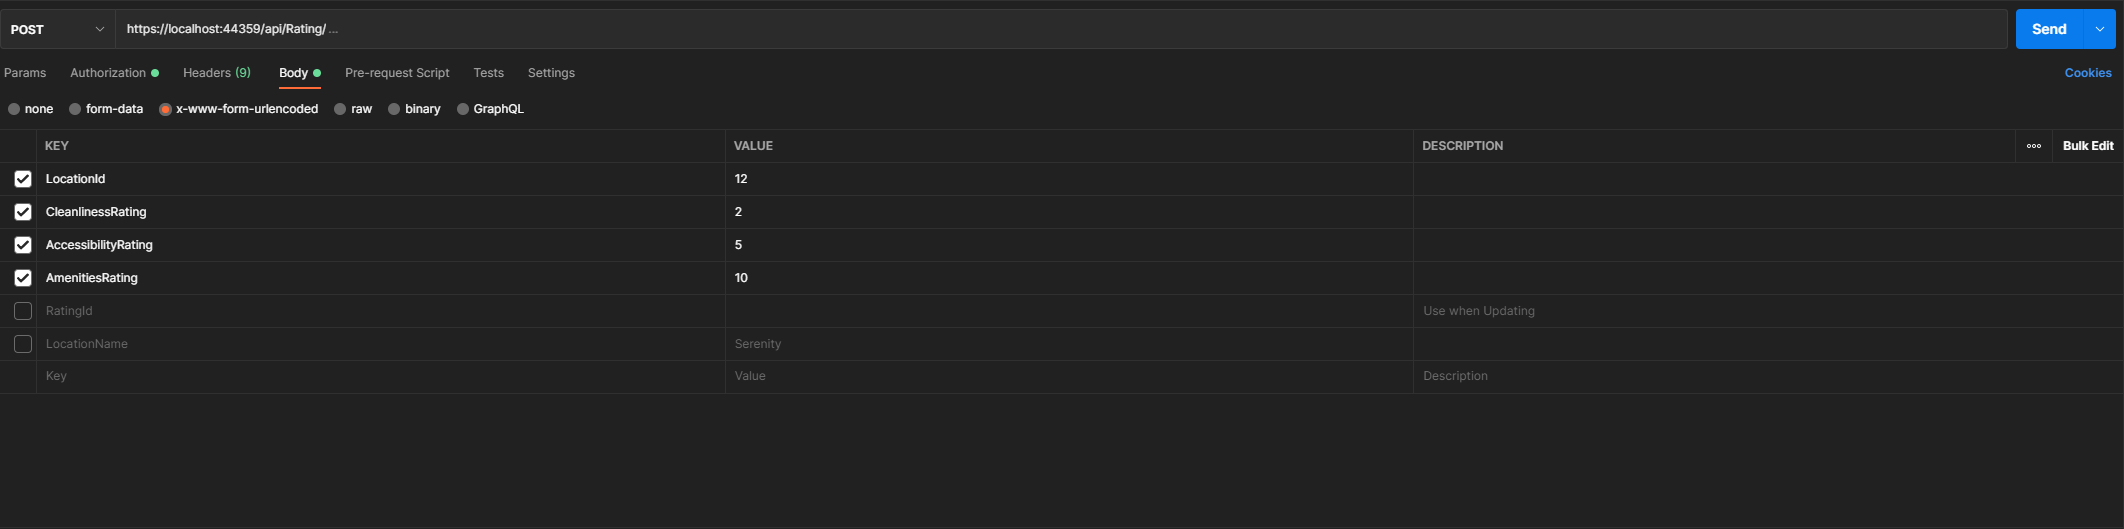 POST https://localhost:44359/api/Rating/ ... Send
Params Authorization Headers (9) Body Pre-request Script Tests Settings Cookies
none form-data x-www-form-urlencoded raw binary GraphQL
KEY VALUE DESCRIPTION ooo Bulk Edit
LocationId 12
CleanlinessRating 2
AccessibilityRating 5
AmenitiesRating 10
RatingId Use when Updating
LocationName Serenity
Key Value Description